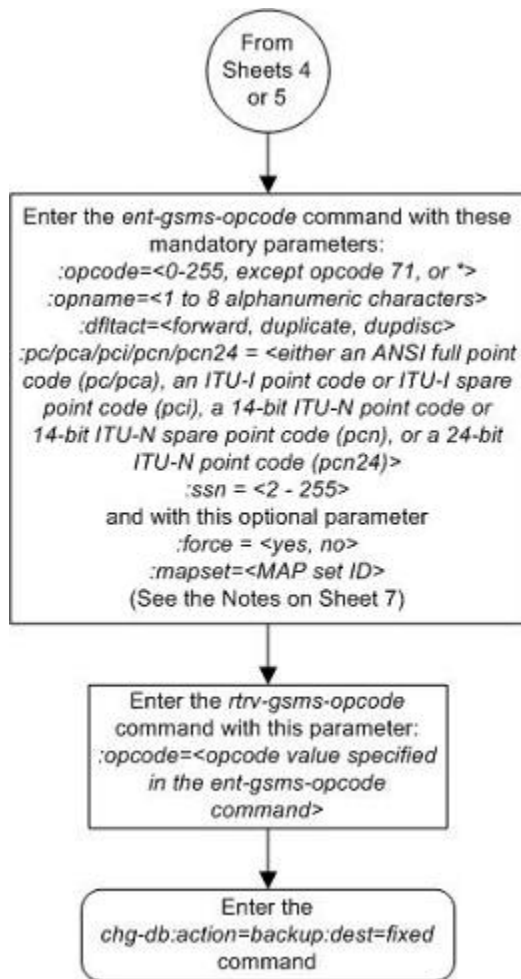 From
Sheets 4
or 5
Enter the ent-gsms-opcode command with these
mandatory parameters:
:opcode=<0-255, except opcode 71, or *>
:opname=<1 to 8 alphanumeric characters>
:dfltact=<forward, duplicate, dupdisc>
:pc/pca/pci/pcn/pcn24 = <either an ANSI full point
code (pc/pca), an ITU-I point code or ITU-I spare
point code (pci), a 14-bit ITU-N point code or
14-bit ITU-N spare point code (pcn), or a 24-bit
ITU-N point code (pcn24)>
:ssn = <2 - 255>
and with this optional parameter
:force = <yes, no>
:mapset=<MAP set ID>
(See the Notes on Sheet 7)
Enter the rtrv-gsms-opcode
command with this parameter:
:opcode=<opcode value specified
in the ent-gsms-opcode
command>
Enter the
chg-db:action=backup:dest=fixed
command